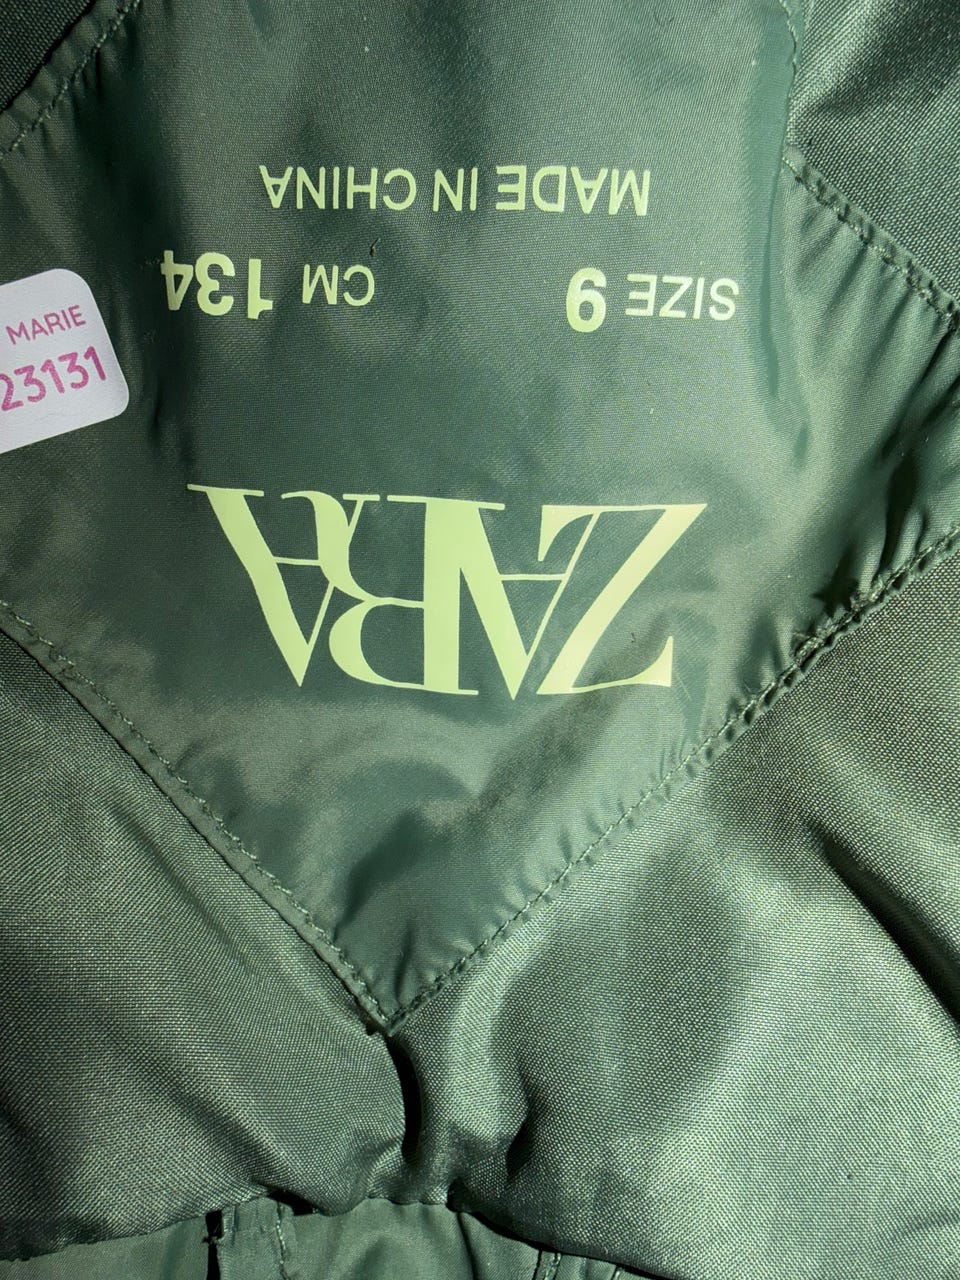 ZARA
SIZE 9 CM 134
MADE IN CHINA
MARIE
23131